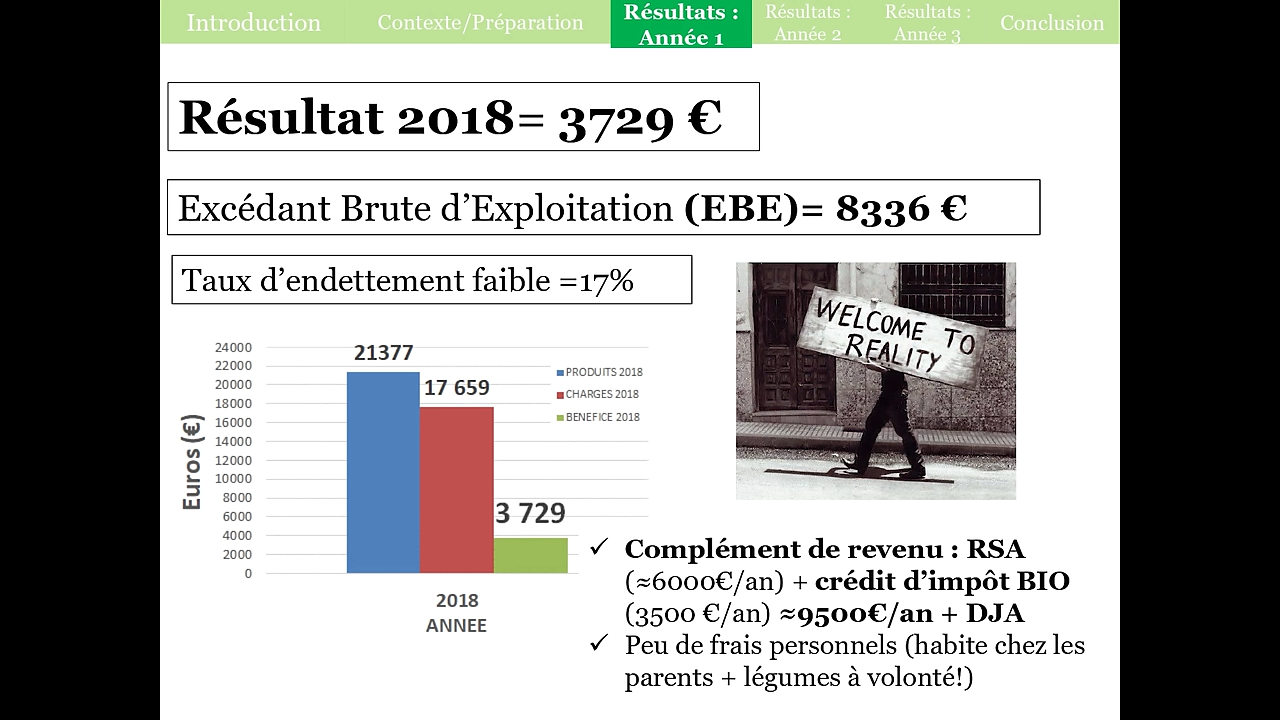 Introduction
Contexte/Préparation
Résultats :
Année 1
Résultats :
Année 2
Résultats :
Année 3
Conclusion
Résultat 2018= 3729 €
Excédant Brute d’Exploitation (EBE)= 8336 €
Taux d’endettement faible =17%
WELCOME TO
REALITY
24000
22000
20000
18000
16000
14000
12000
10000
8000
6000
4000
2000
0
Euros (€)
21377
17 659
3 729
PRODUITS 2018
CHARGES 2018
BENEFICE 2018
2018
ANNEE
✓ Complément de revenu : RSA
(≈6000€/an) + crédit d’impôt BIO
(3500 €/an) ≈9500€/an + DJA
✓ Peu de frais personnels (habite chez les
parents + légumes à volonté!)